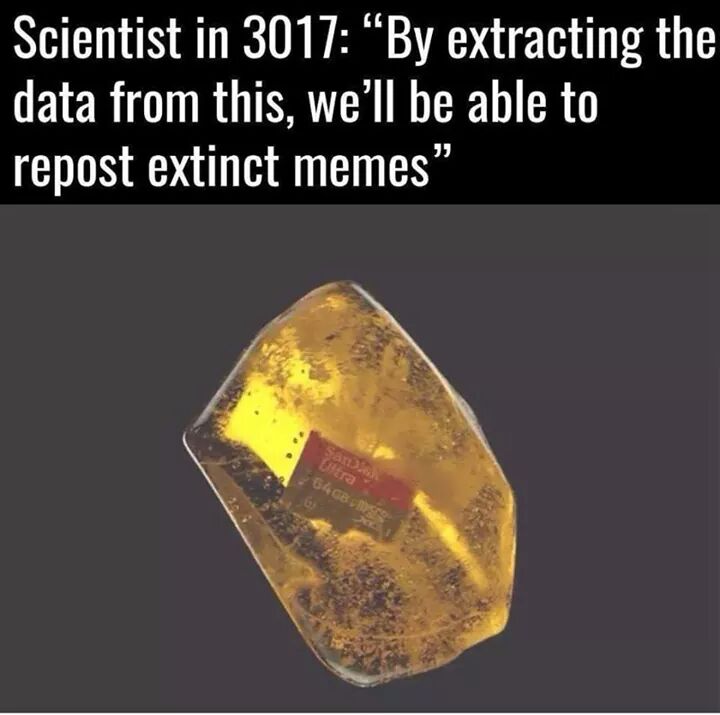 Scientist in 3017: “By extracting the
data from this, we’ll be able to
repost extinct memes”
SanDisk
Ultra
64GB